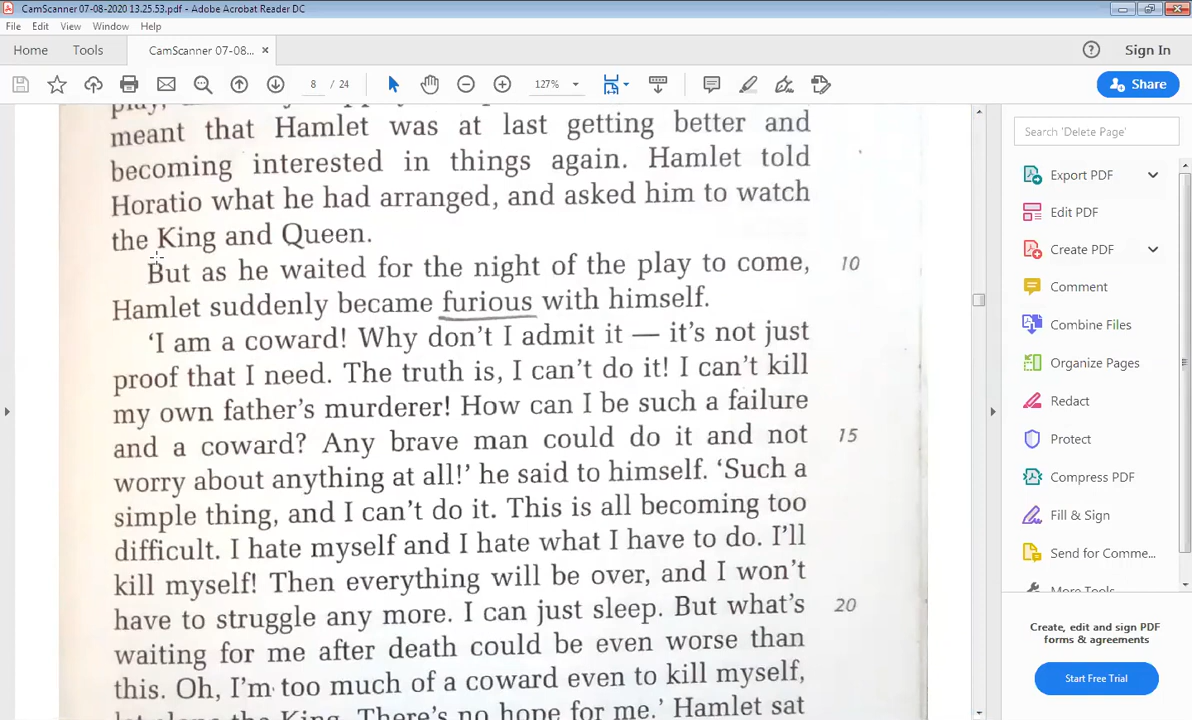 CamScanner 07-08-2020 13.25.53.pdf - Adobe Acrobat Reader DC
File Edit View Window Help
Home Tools CamScanner 07-08... × Sign In
8 / 24 127% Share
meant that Hamlet was at last getting better and
becoming interested in things again. Hamlet told
Horatio what he had arranged, and asked him to watch
the King and Queen.
But as he waited for the night of the play to come, 10
Hamlet suddenly became furious with himself.
‘I am a coward! Why don’t I admit it — it’s not just
proof that I need. The truth is, I can’t do it! I can’t kill
my own father’s murderer! How can I be such a failure
and a coward? Any brave man could do it and not 15
worry about anything at all!’ he said to himself. ‘Such a
simple thing, and I can’t do it. This is all becoming too
difficult. I hate myself and I hate what I have to do. I’ll
kill myself! Then everything will be over, and I won’t
have to struggle any more. I can just sleep. But what’s 20
waiting for me after death could be even worse than
this. Oh, I’m too much of a coward even to kill myself,
let alone the King. There’s no hope for me.’ Hamlet sat
Search 'Delete Page'
Export PDF
Edit PDF
Create PDF
Comment
Combine Files
Organize Pages
Redact
Protect
Compress PDF
Fill & Sign
Send for Comme...
More Tools
Create, edit and sign PDF
forms & agreements
Start Free Trial